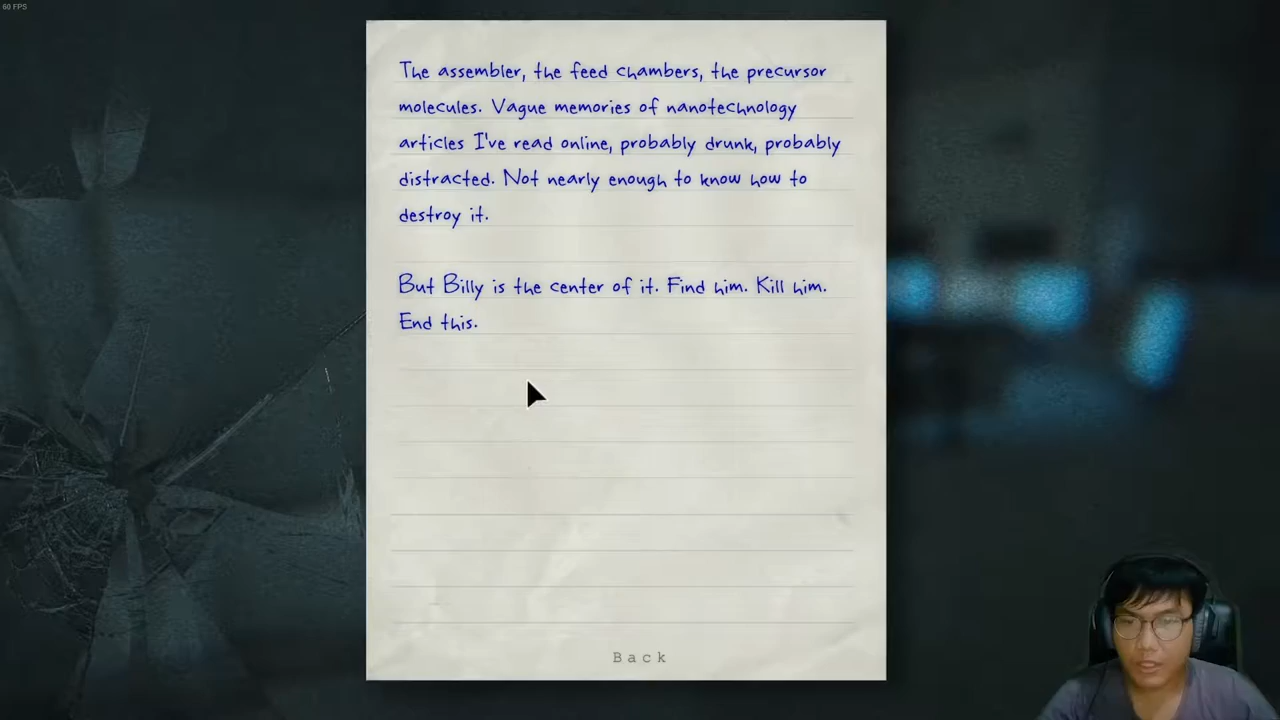 60 FPS
The assembler, the feed chambers, the precursor
molecules. Vague memories of nanotechnology
articles I've read online, probably drunk, probably
distracted. Not nearly enough to know how to
destroy it.
But Billy is the center of it. Find him. Kill him.
End this.
Back